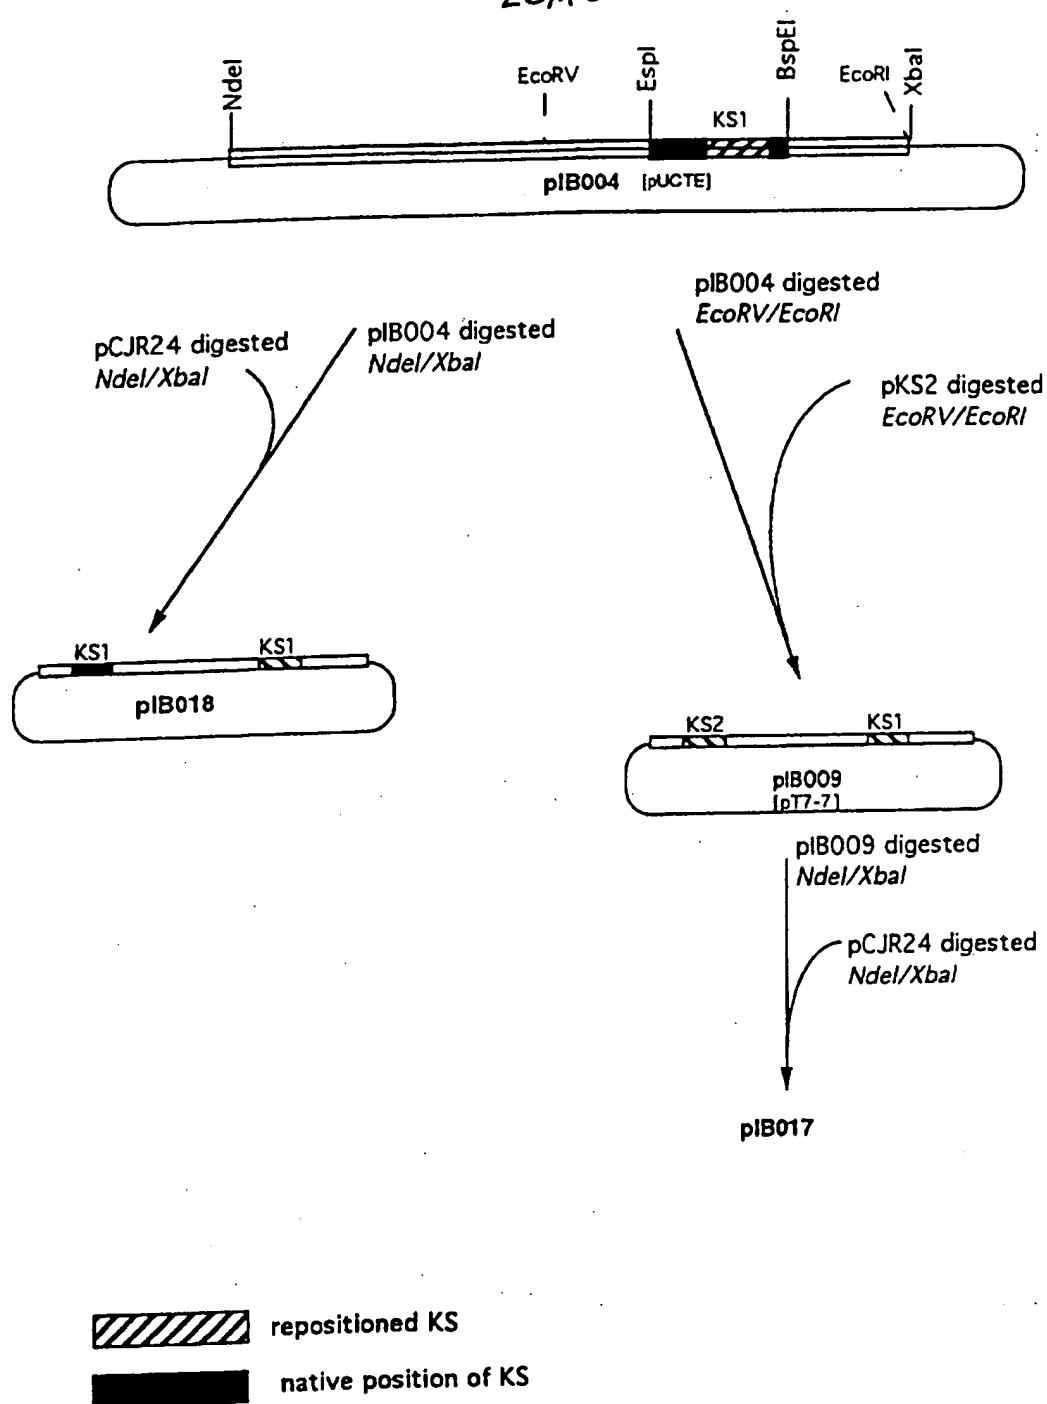 NdeI
EcoRV
EspI
KS1
BspEI
EcoRI
XbaI
pIB004 [pUCTE]
pIB004 digested
EcoRV/EcoRI
pCJR24 digested
NdeI/XbaI
pIB004 digested
NdeI/XbaI
pKS2 digested
EcoRV/EcoRI
KS1
KS1
pIB018
KS2
KS1
pIB009
[pT7-7]
pIB009 digested
NdeI/XbaI
pCJR24 digested
NdeI/XbaI
pIB017
repositioned KS
native position of KS